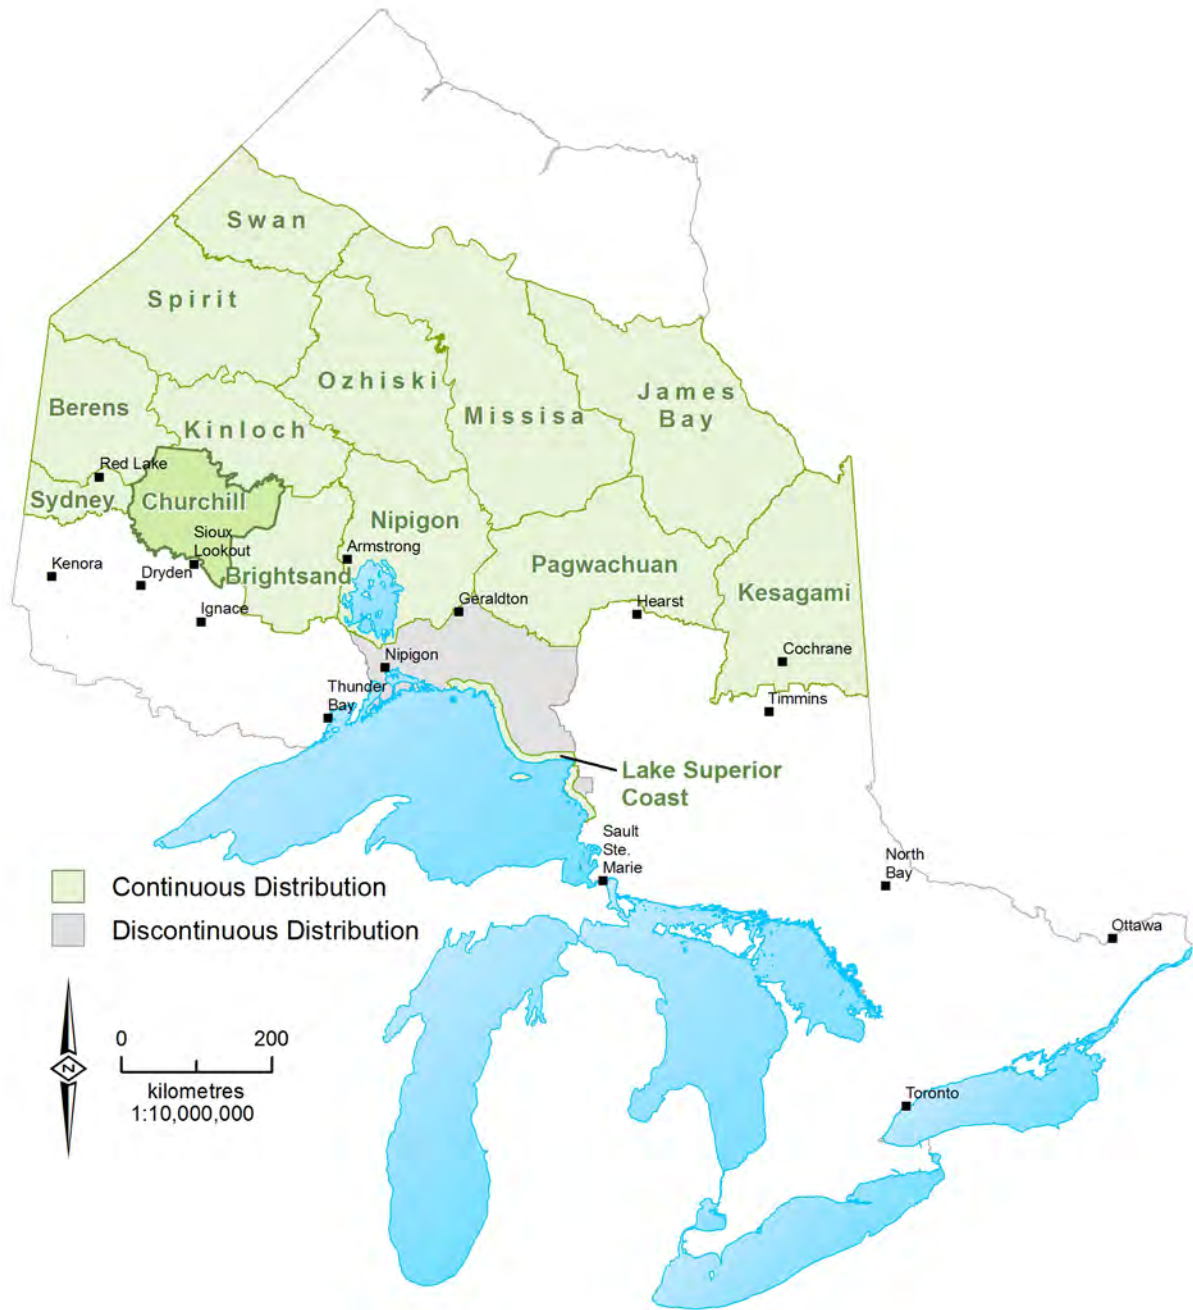 Swan
Spirit
Ozhiski
James
Bay
Missisa
Berens
Kinloch
Red Lake
Sydney
Churchill
Nipigon
Sioux
Lookout
Armstrong
Kenora
Dryden
Brightsand
Pagwachuan
Kesagami
Ignace
Geraldton
Hearst
Cochrane
Nipigon
Thunder
Bay
Timmins
Lake Superior
Coast
Sault
Ste.
Marie
North
Bay
Ottawa
Continuous Distribution
Discontinuous Distribution
N
0 200
kilometres
1:10,000,000
Toronto